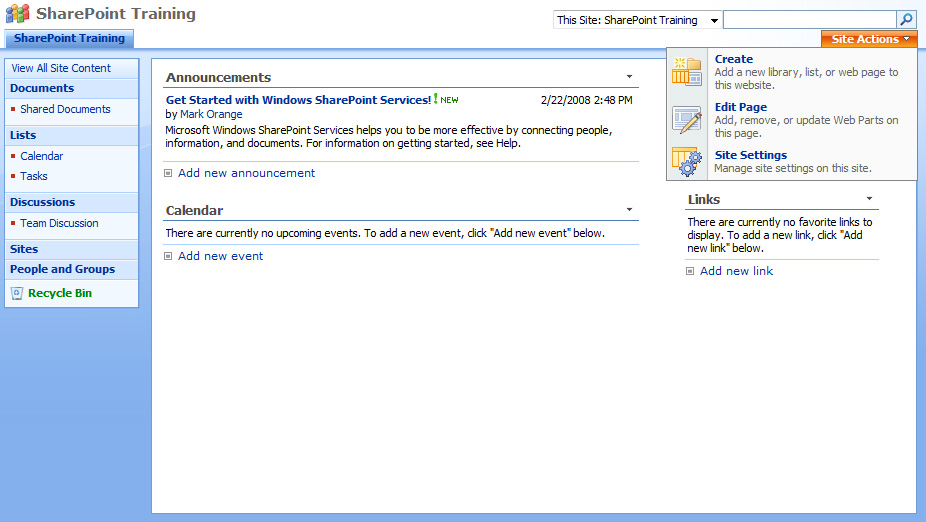 SharePoint Training
This Site: SharePoint Training
SharePoint Training
Site Actions
View All Site Content
Documents
Shared Documents
Lists
Calendar
Tasks
Discussions
Team Discussion
Sites
People and Groups
Recycle Bin
Announcements
Get Started with Windows SharePoint Services! NEW 2/22/2008 2:48 PM
by Mark Orange
Microsoft Windows SharePoint Services helps you to be more effective by connecting people,
information, and documents. For information on getting started, see Help.
Add new announcement
Calendar
There are currently no upcoming events. To add a new event, click "Add new event" below.
Add new event
Create
Add a new library, list, or web page to
this website.
Edit Page
Add, remove, or update Web Parts on
this page.
Site Settings
Manage site settings on this site.
Links
There are currently no favorite links to
display. To add a new link, click "Add
new link" below.
Add new link